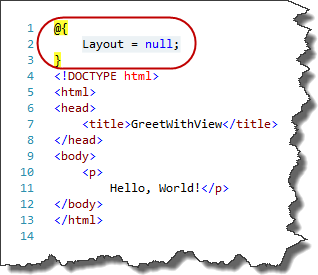 1 @{
2 Layout = null;
3 }
4 <!DOCTYPE html>
5 <html>
6 <head>
7 <title>GreetWithView</title>
8 </head>
9 <body>
10 <p>
11 Hello, World!</p>
12 </body>
13 </html>
14